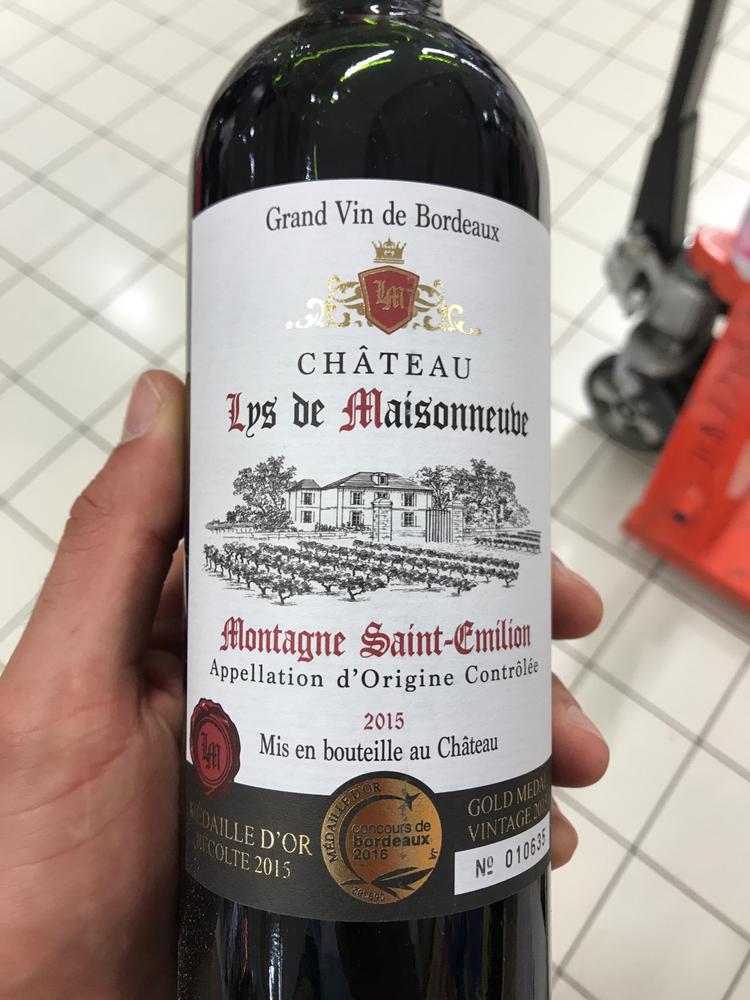 Grand Vin de Bordeaux
LM
CHÂTEAU
Lys de Maisonneuve
Montagne Saint-Emilion
Appellation d'Origine Contrôlée
2015
Mis en bouteille au Château
LM
MÉDAILLE D'OR
RÉCOLTE 2015
MÉDAILLE D'OR
concours de
bordeaux
2016
GOLD MEDAL
VINTAGE
Nº 010635